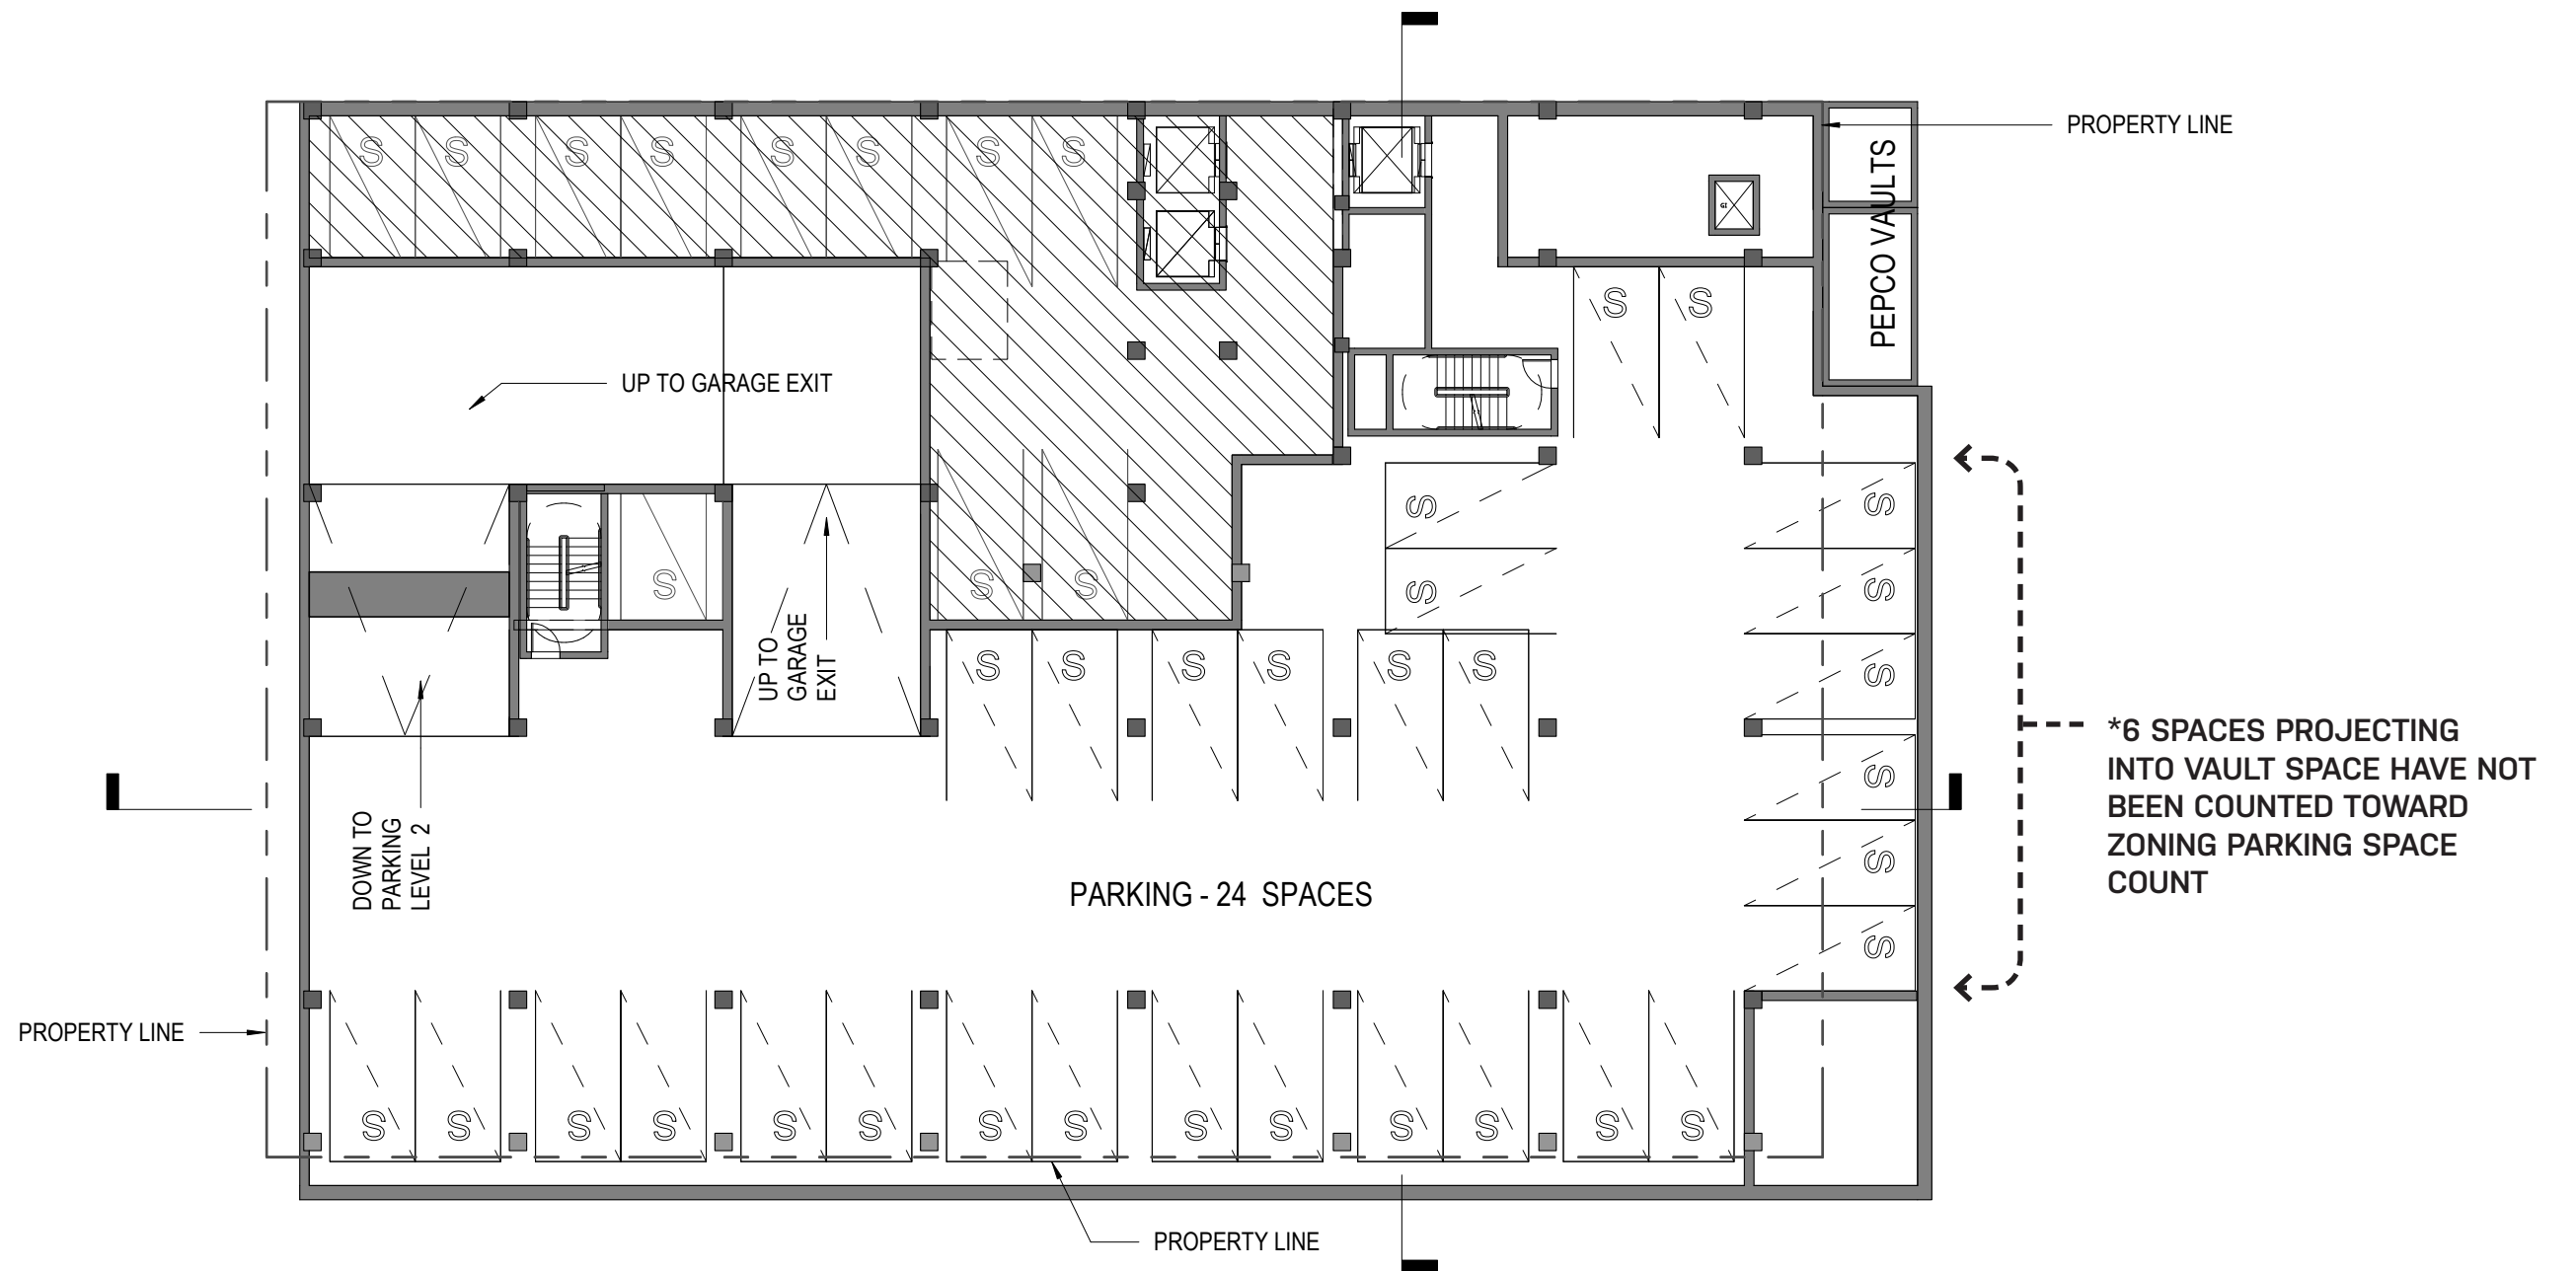 PROPERTY LINE
S S S S S S S S
GI
PEPCO VAULTS
S S
UP TO GARAGE EXIT
S S
S S
S S S
S
UP TO
GARAGE
EXIT
S S S S S S
S
*6 SPACES PROJECTING
INTO VAULT SPACE HAVE NOT
BEEN COUNTED TOWARD
ZONING PARKING SPACE
COUNT
S
DOWN TO
PARKING
LEVEL 2
S
PARKING - 24 SPACES
S
PROPERTY LINE
S S S S S S S S S S S S S S
PROPERTY LINE